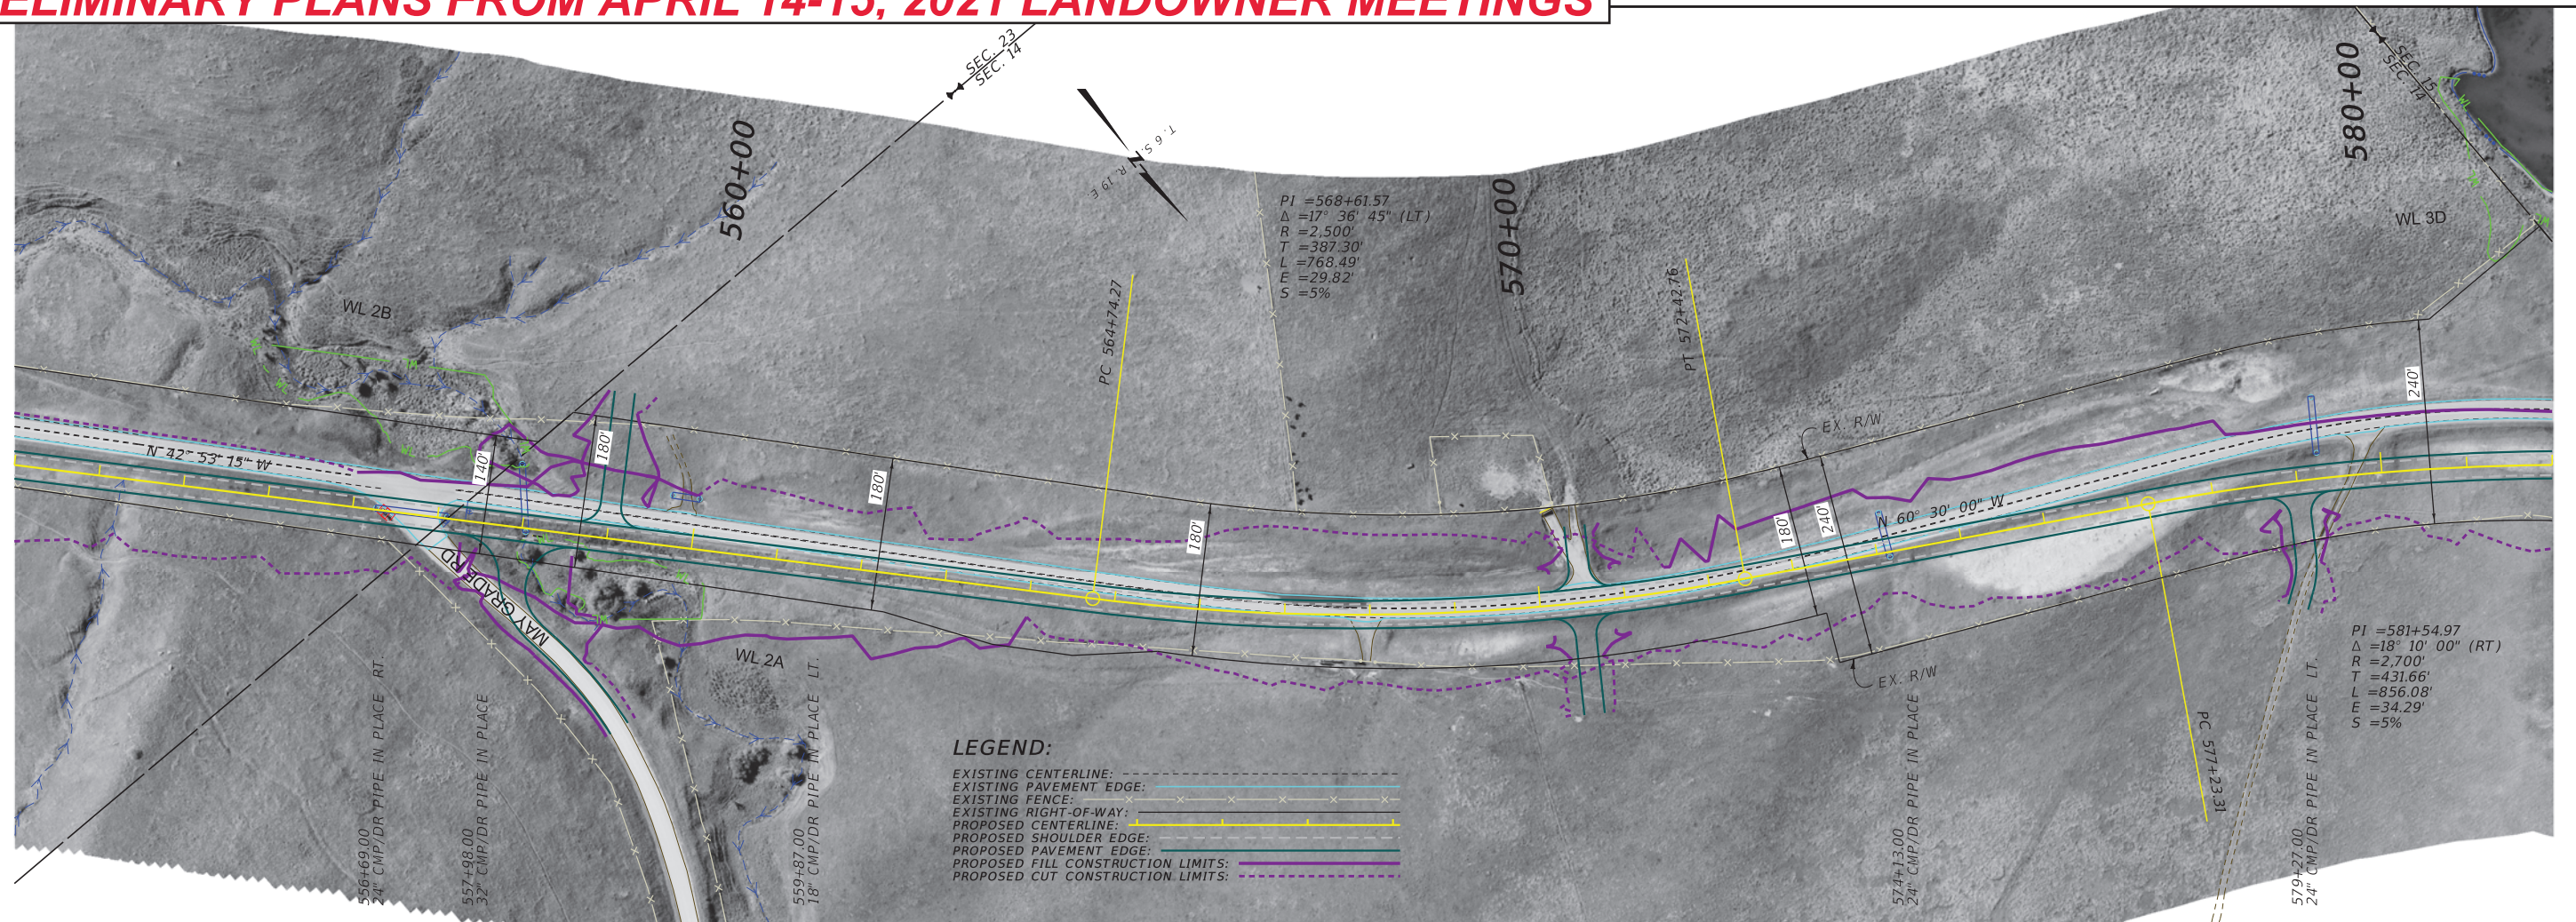 ELIMINARY PLANS FROM APRIL 14-15, 2021 LANDOWNER MEETINGS
SEC. 23
SEC. 14
T. 6 S.
R. 19 E
N
560+00
570+00
580+00
SEC. 15
SEC. 14
WL 3D
WL
WL 2B
WL
WL
PI =568+61.57
Δ =17° 36' 45" (LT)
R =2,500'
T =387.30'
L =768.49'
E =29.82'
S =5%
PC 564+74.27
PT 572+42.76
EX. R/W
240'
N 42° 53' 15" W
140'
180'
180'
180'
180'
240'
N 60° 30' 00" W
MAY GRADE RD
WL 2A
EX. R/W
PC 577+23.31
PI =581+54.97
Δ =18° 10' 00" (RT)
R =2,700'
T =431.66'
L =856.08'
E =34.29'
S =5%
556+69.00
24" CMP/DR PIPE IN PLACE RT.
557+98.00
32" CMP/DR PIPE IN PLACE
559+87.00
18" CMP/DR PIPE IN PLACE LT.
574+13.00
24" CMP/DR PIPE IN PLACE
579+27.00
24" CMP/DR PIPE IN PLACE LT.
LEGEND:
EXISTING CENTERLINE:
EXISTING PAVEMENT EDGE:
EXISTING FENCE:
EXISTING RIGHT-OF-WAY:
PROPOSED CENTERLINE:
PROPOSED SHOULDER EDGE:
PROPOSED PAVEMENT EDGE:
PROPOSED FILL CONSTRUCTION LIMITS:
PROPOSED CUT CONSTRUCTION LIMITS: